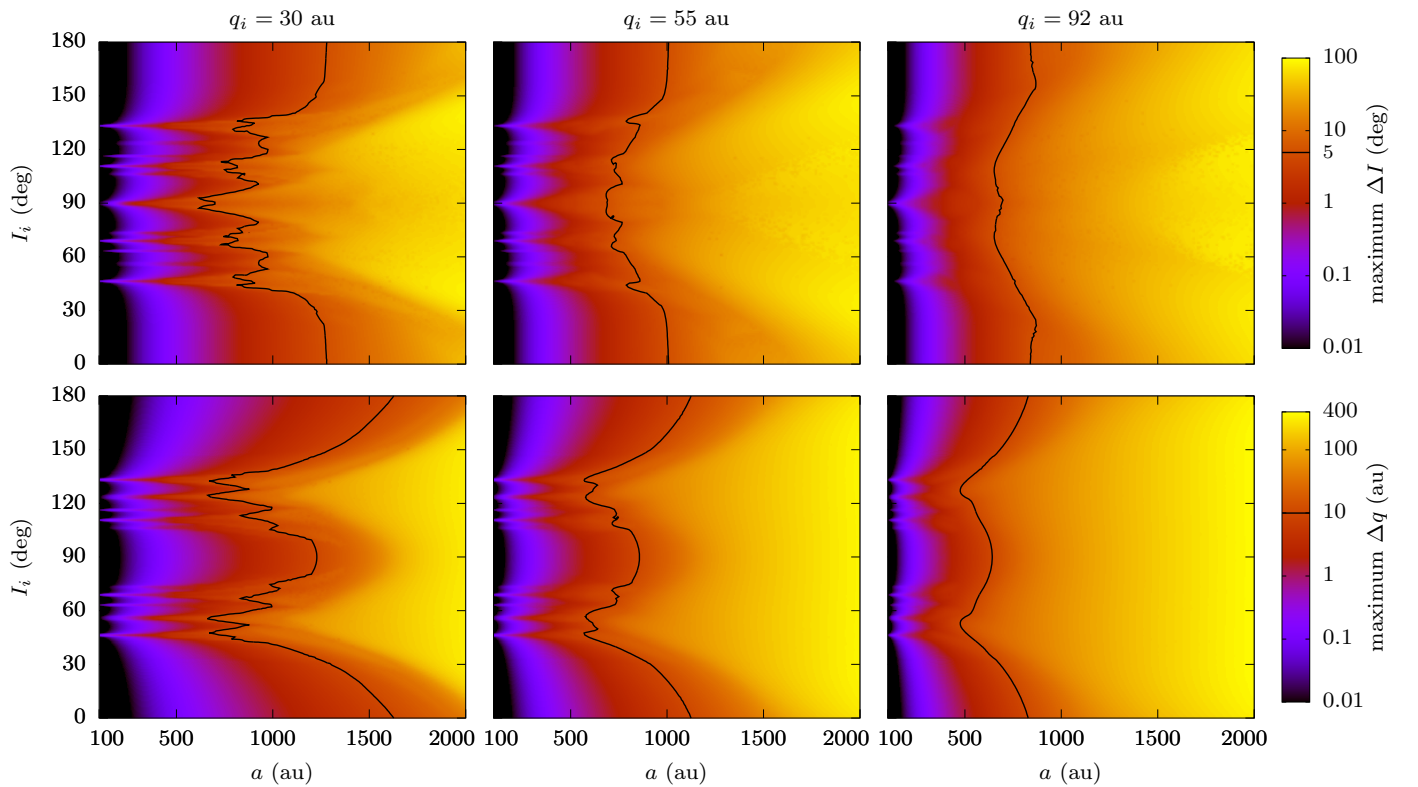 q_i = 30 au
q_i = 55 au
q_i = 92 au
180
150
120
90
60
30
0
I_i (deg)
100
10
5
1
0.1
0.01
maximum ΔI (deg)
180
150
120
90
60
30
0
I_i (deg)
100 500 1000 1500 2000
a (au)
100 500 1000 1500 2000
a (au)
100 500 1000 1500 2000
a (au)
400
100
10
1
0.1
0.01
maximum Δq (au)